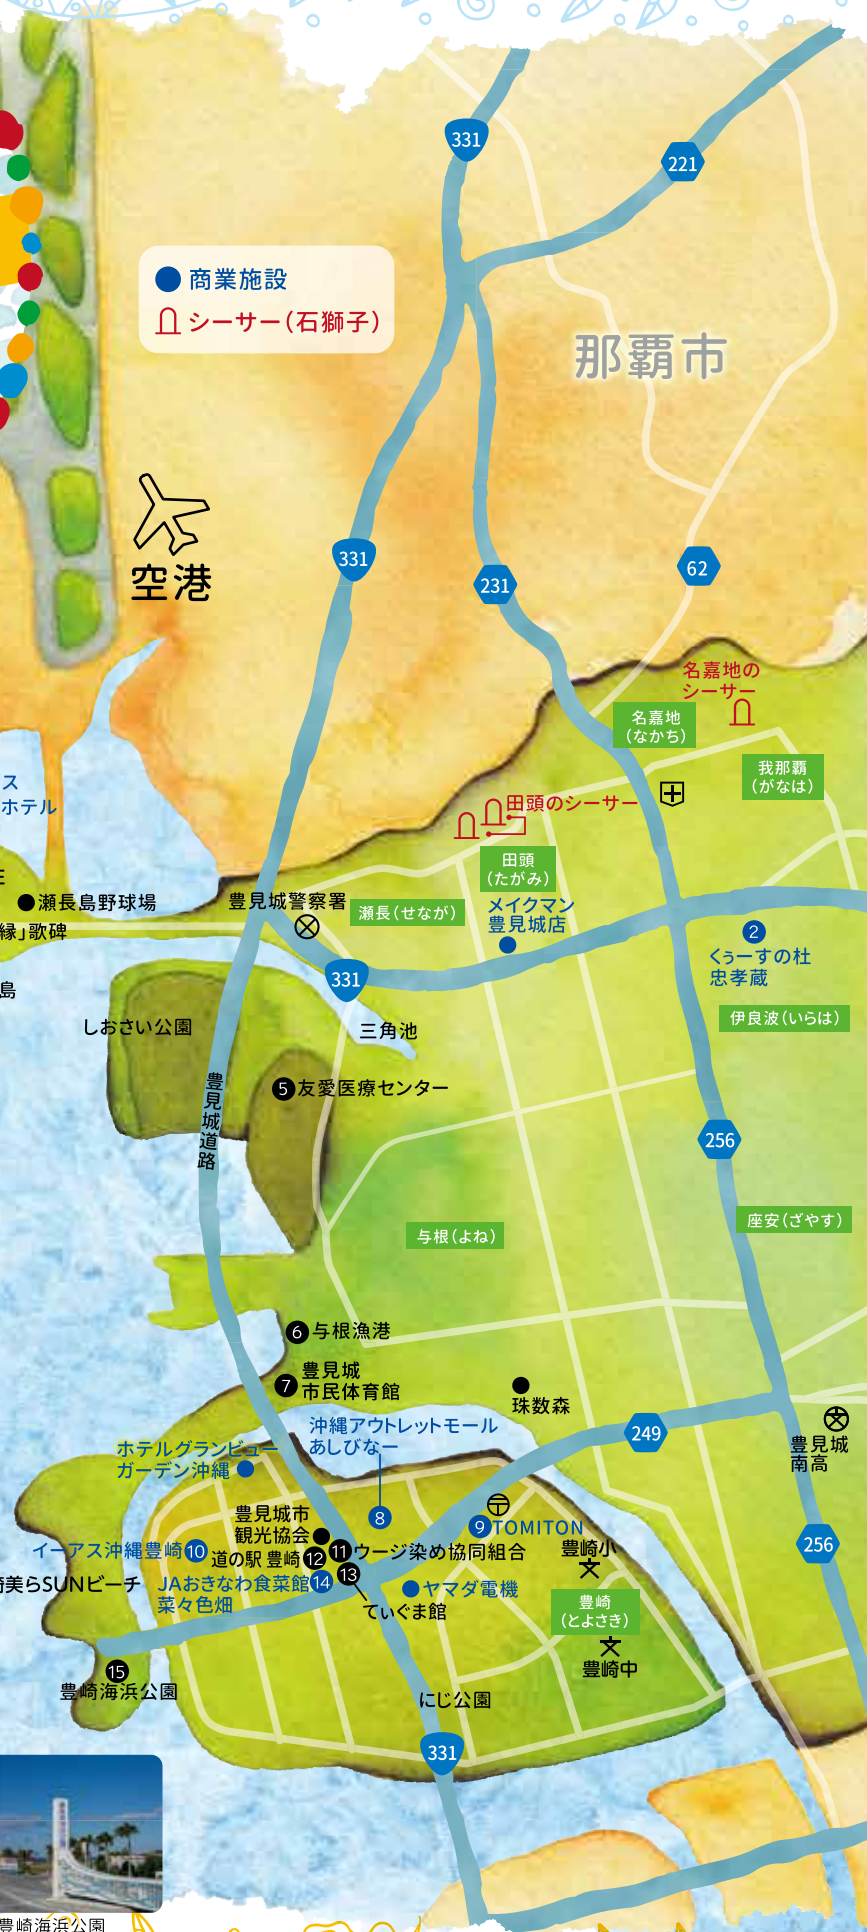 331
221
商業施設
シーサー（石獅子）
那覇市
空港
331
231
62
名嘉地の
シーサー
名嘉地
（なかち）
我那覇
（がなは）
ス
ホテル
田頭のシーサー
田頭
（たがみ）
瀬長島野球場
豊見城警察署
瀬長（せなが）
メイクマン
豊見城店
縁」歌碑
2
くぅーすの杜
忠孝蔵
島
331
しおさい公園
三角池
伊良波（いらは）
豊見城道路
5 友愛医療センター
256
座安（ざやす）
与根（よね）
6 与根漁港
7 豊見城
市民体育館
珠数森
沖縄アウトレットモール
あしびなー
249
豊見城
南高
ホテルグランビュー
ガーデン沖縄
8
豊見城市
観光協会
9 TOMITON
256
イーアス沖縄豊崎 10
道の駅 豊崎 12
11 ウージ染め協同組合
豊崎小
美らSUNビーチ
JAおきなわ食菜館 14
菜々色畑
13
ていぐま館
ヤマダ電機
豊崎
（とよさき）
豊崎中
15
豊崎海浜公園
にじ公園
331
豊崎海浜公園